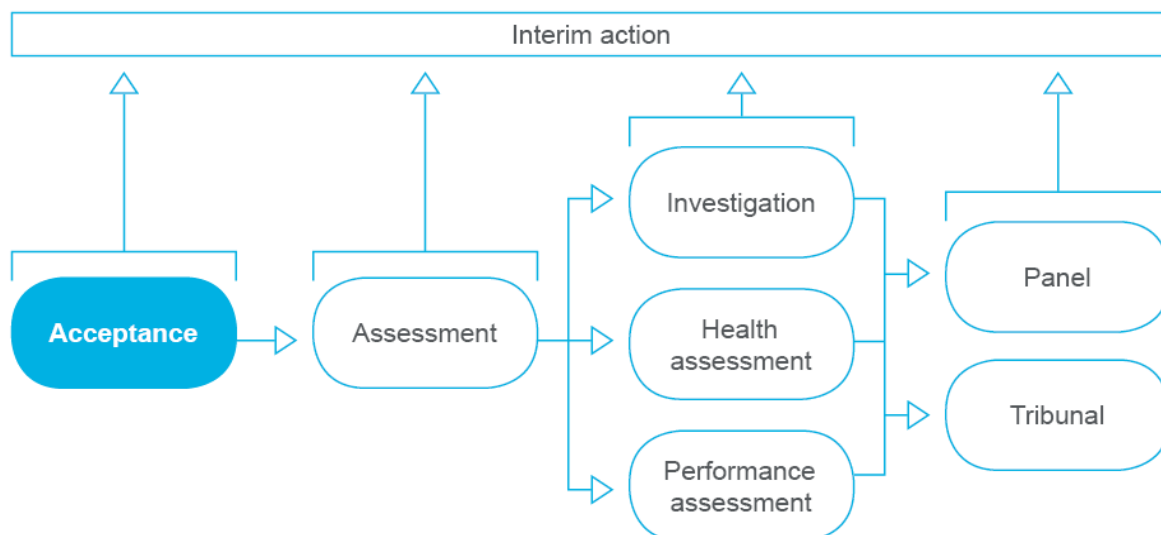 Interim action
Acceptance
Assessment
Investigation
Health
assessment
Performance
assessment
Panel
Tribunal